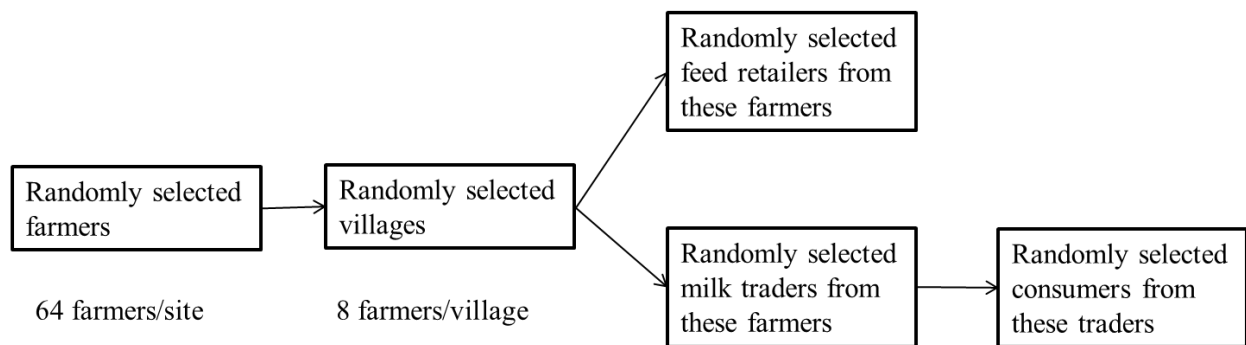 Randomly selected
feed retailers from
these farmers
Randomly selected
farmers
Randomly selected
villages
Randomly selected
milk traders from
these farmers
Randomly selected
consumers from
these traders
64 farmers/site
8 farmers/village